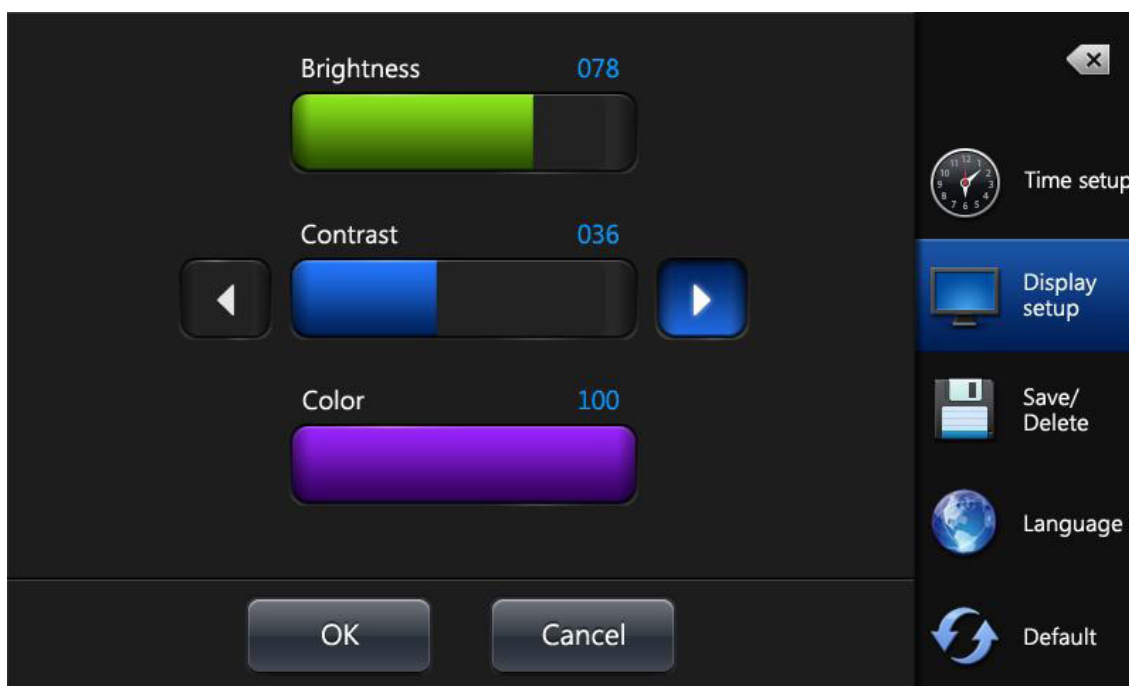 Brightness 078
Contrast 036
Color 100
OK
Cancel
Time setup
Display
setup
Save/
Delete
Language
Default